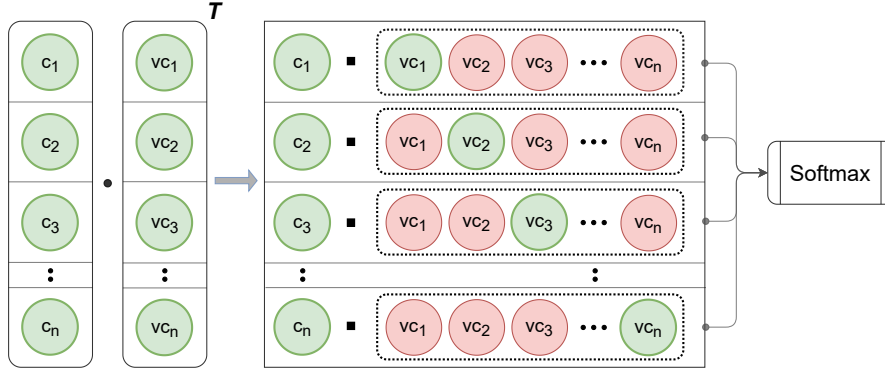 T
c1 vc1 c1 ▪ vc1 vc2 vc3 ••• vcn
c2 vc2 c2 ▪ vc1 vc2 vc3 ••• vcn
Softmax
c3 vc3 c3 ▪ vc1 vc2 vc3 ••• vcn
cn vcn cn ▪ vc1 vc2 vc3 ••• vcn